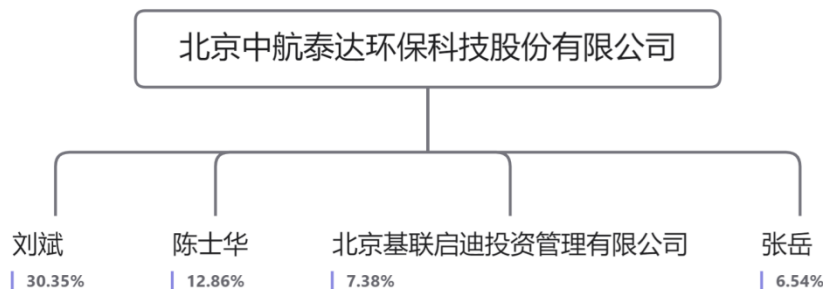 北京中航泰达环保科技股份有限公司
刘斌
陈士华
北京基联启迪投资管理有限公司
张岳
30.35%
12.86%
7.38%
6.54%